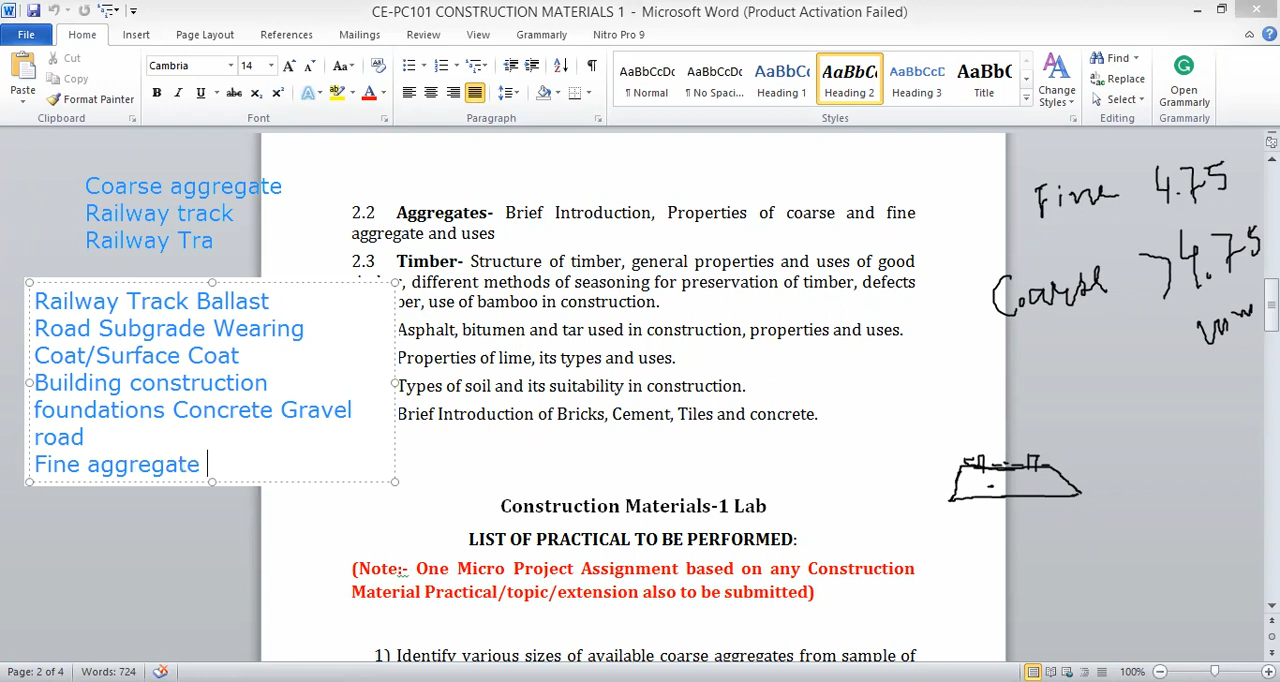 CE-PC101 CONSTRUCTION MATERIALS 1 - Microsoft Word (Product Activation Failed)
File Home Insert Page Layout References Mailings Review View Grammarly Nitro Pro 9
Paste
Cut
Copy
Format Painter
Clipboard
Cambria 14
Font
Paragraph
AaBbCcDc AaBbCcDc AaBbCc AaBbC AaBbCcD AaBb(
¶ Normal ¶ No Spaci... Heading 1 Heading 2 Heading 3 Title
Change Styles
Styles
Find
Replace
Select
Editing
Open Grammarly
Grammarly
Coarse aggregate
Railway track
Railway Tra
Railway Track Ballast
Road Subgrade Wearing
Coat/Surface Coat
Building construction
foundations Concrete Gravel
road
Fine aggregate
2.2 Aggregates- Brief Introduction, Properties of coarse and fine
aggregate and uses
2.3 Timber- Structure of timber, general properties and uses of good
, different methods of seasoning for preservation of timber, defects
ber, use of bamboo in construction.
Asphalt, bitumen and tar used in construction, properties and uses.
Properties of lime, its types and uses.
Types of soil and its suitability in construction.
Brief Introduction of Bricks, Cement, Tiles and concrete.
Construction Materials-1 Lab
LIST OF PRACTICAL TO BE PERFORMED:
(Note:- One Micro Project Assignment based on any Construction
Material Practical/topic/extension also to be submitted)
1) Identify various sizes of available coarse aggregates from sample of
Fine 4.75
Coarse >4.75
mm
Page: 2 of 4 Words: 724 100%